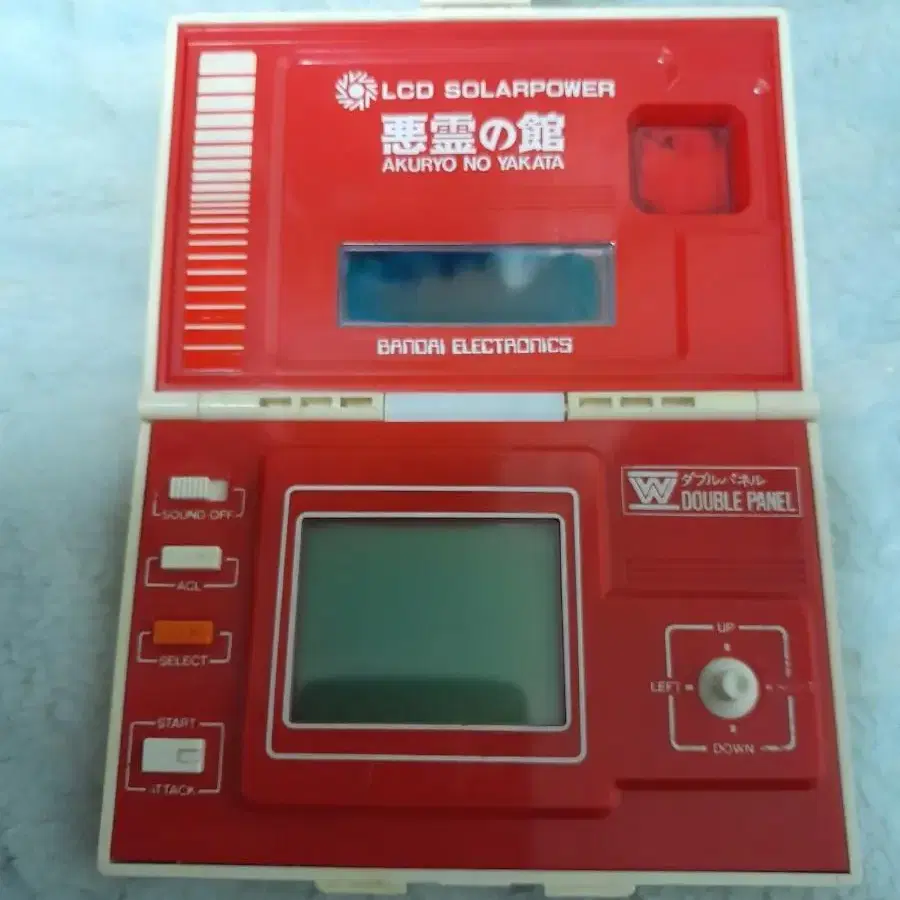 LCD SOLARPOWER
悪霊の館
AKURYO NO YAKATA
BANDAI ELECTRONICS
W ダブルパネル
DOUBLE PANEL
SOUND OFF
ACL
SELECT
START
ATTACK
UP
LEFT
DOWN